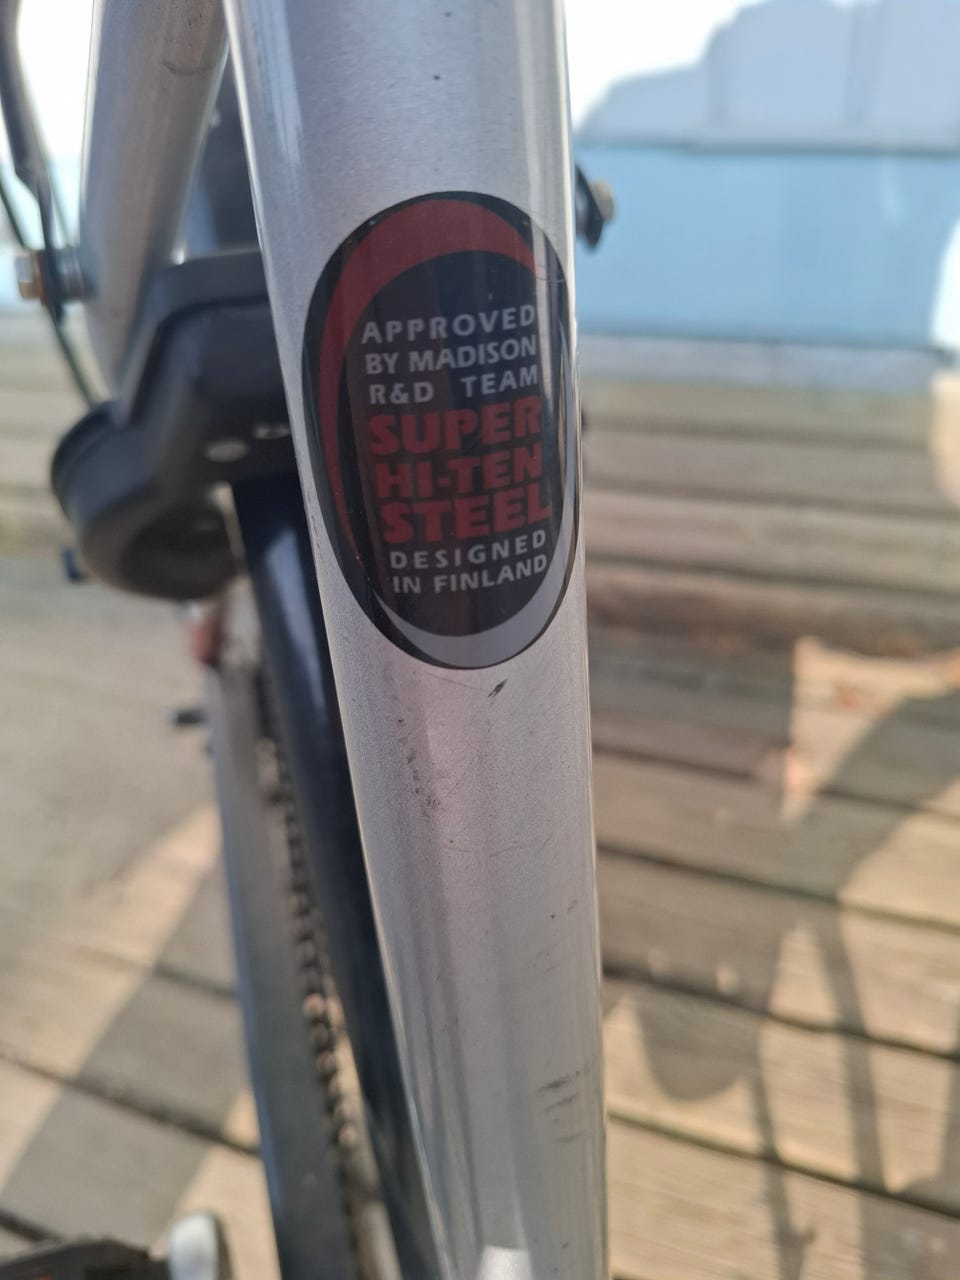 APPROVED
BY MADISON
R&D TEAM
SUPER
HI-TEN
STEEL
DESIGNED
IN FINLAND